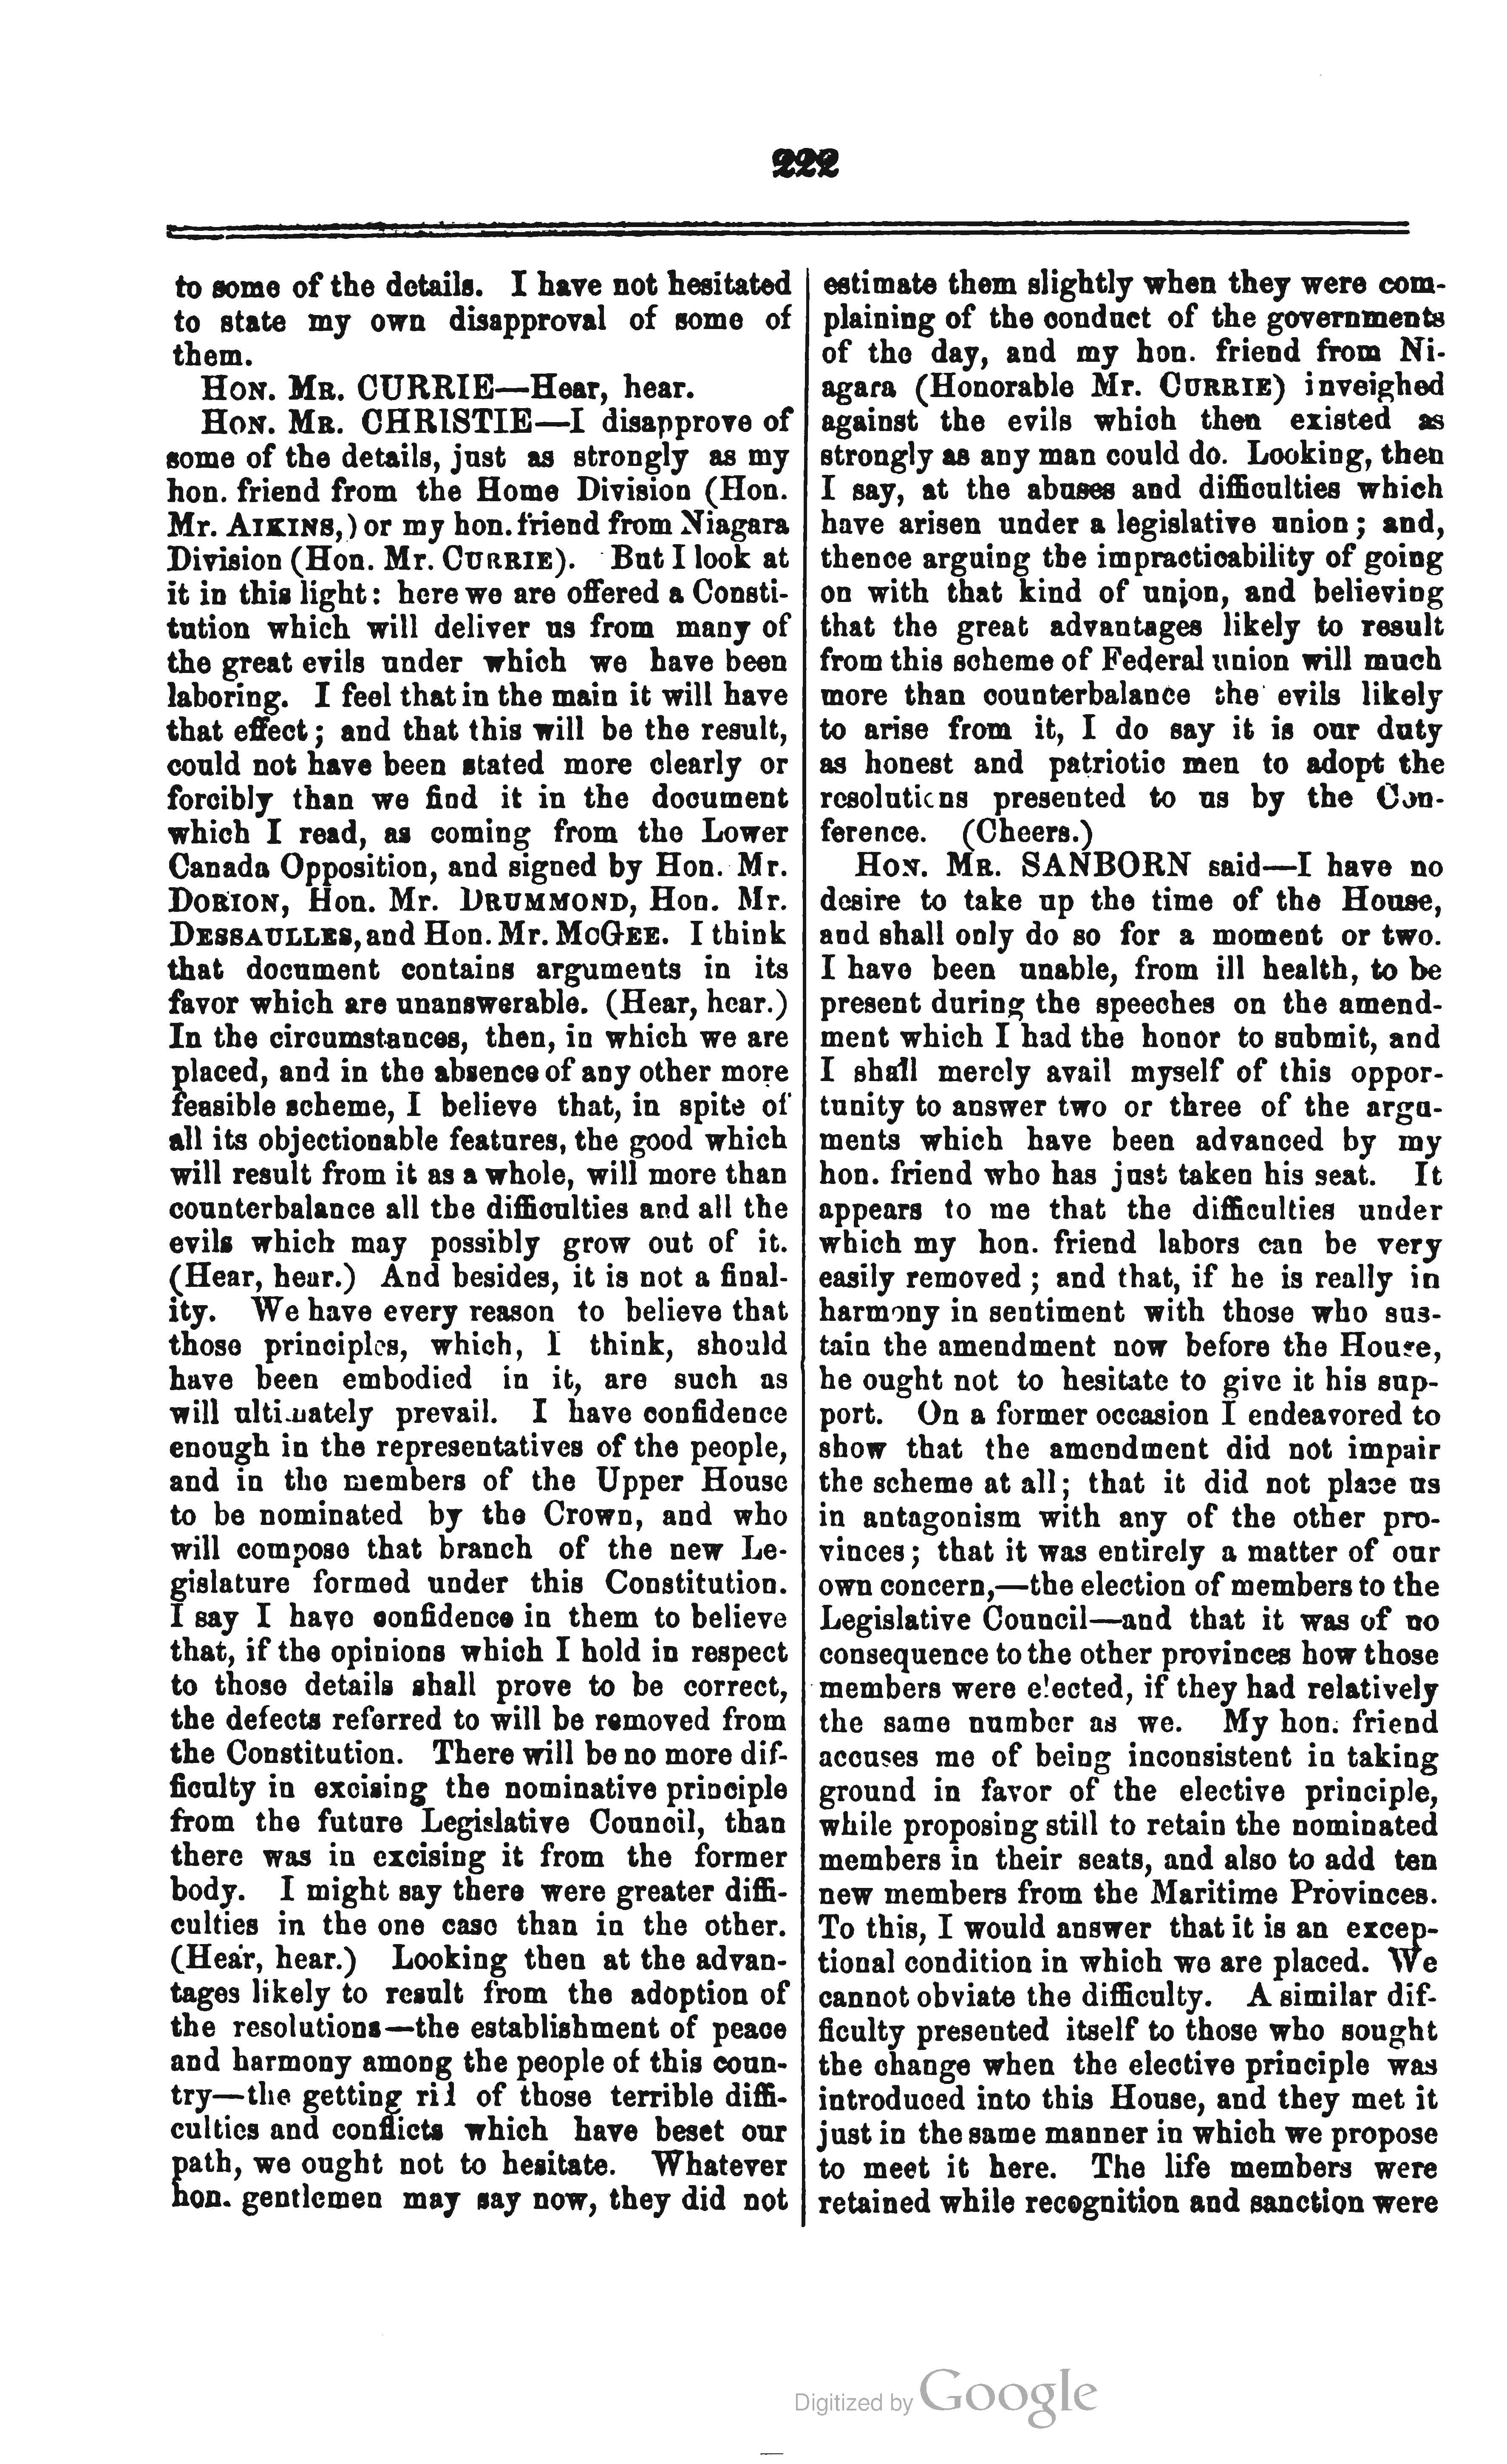 222
to some of the details. I have not hesitated
to state my own disapproval of some of
them.
HON. MR. CURRIE—Hear, hear.
HON. MR. CHRISTIE—I disapprove of
some of the details, just as strongly as my
hon. friend from the Home Division (Hon.
Mr. AIKINS,) or my hon. friend from Niagara
Division (Hon. Mr. CURRIE). But I look at
it in this light: here we are offered a Consti-
tution which will deliver us from many of
the great evils under which we have been
laboring. I feel that in the main it will have
that effect; and that this will be the result,
could not have been stated more clearly or
forcibly than we find it in the document
which I read, as coming from the Lower
Canada Opposition, and signed by Hon. Mr.
DORION, Hon. Mr. DRUMMOND, Hon. Mr.
DESSAULLES, and Hon. Mr. MCGEE. I think
that document contains arguments in its
favor which are unanswerable. (Hear, hear.)
In the circumstances, then, in which we are
placed, and in the absence of any other more
feasible scheme, I believe that, in spite of
all its objectionable features, the good which
will result from it as a whole, will more than
counterbalance all the difficulties and all the
evils which may possibly grow out of it.
(Hear, hear.) And besides, it is not a final-
ity. We have every reason to believe that
those principles, which, I think, should
have been embodied in it, are such as
will ultimately prevail. I have confidence
enough in the representatives of the people,
and in the members of the Upper House
to be nominated by the Crown, and who
will compose that branch of the new Le-
gislature formed under this Constitution.
I say I have confidence in them to believe
that, if the opinions which I hold in respect
to those details shall prove to be correct,
the defects referred to will be removed from
the Constitution. There will be no more dif-
ficulty in excising the nominative principle
from the future Legislative Council, than
there was in excising it from the former
body. I might say there were greater diffi-
culties in the one case than in the other.
(Hear, hear.) Looking then at the advan-
tages likely to result from the adoption of
the resolutions—the establishment of peace
and harmony among the people of this coun-
try—the getting rid of those terrible diffi-
culties and conflicts which have beset our
path, we ought not to hesitate. Whatever
hon. gentlemen may say now, they did not
estimate them slightly when they were com-
plaining of the conduct of the governments
of the day, and my hon. friend from Ni-
agara (Honorable Mr. CURRIE) inveighed
against the evils which then existed as
strongly as any man could do. Looking, then
I say, at the abuses and difficulties which
have arisen under a legislative union; and,
thence arguing the impracticability of going
on with that kind of union, and believing
that the great advantages likely to result
from this scheme of Federal union will much
more than counterbalance the evils likely
to arise from it, I do say it is our duty
as honest and patriotic men to adopt the
resolutions presented to us by the Con-
ference. (Cheers.)
HON. MR. SANBORN said—I have no
desire to take up the time of the House,
and shall only do so for a moment or two.
I have been unable, from ill health, to be
present during the speeches on the amend-
ment which I had the honor to submit, and
I shall merely avail myself of this oppor-
tunity to answer two or three of the argu-
ments which have been advanced by my
hon. friend who has just taken his seat. It
appears to me that the difficulties under
which my hon. friend labors can be very
easily removed; and that, if he is really in
harmony in sentiment with those who sus-
tain the amendment now before the House,
he ought not to hesitate to give it his sup-
port. On a former occasion I endeavored to
show that the amendment did not impair
the scheme at all; that it did not place us
in antagonism with any of the other pro-
vinces; that it was entirely a matter of our
own concern,—the election of members to the
Legislative Council—and that it was of no
consequence to the other provinces how those
members were elected, if they had relatively
the same number as we. My hon. friend
accuses me of being inconsistent in taking
ground in favor of the elective principle,
while proposing still to retain the nominated
members in their seats, and also to add ten
new members from the Maritime Provinces.
To this, I would answer that it is an excep-
tional condition in which we are placed. We
cannot obviate the difficulty. A similar dif-
ficulty presented itself to those who sought
the change when the elective principle was
introduced into this House, and they met it
just in the same manner in which we propose
to meet it here. The life members were
retained while recognition and sanction were
Digitized by Google